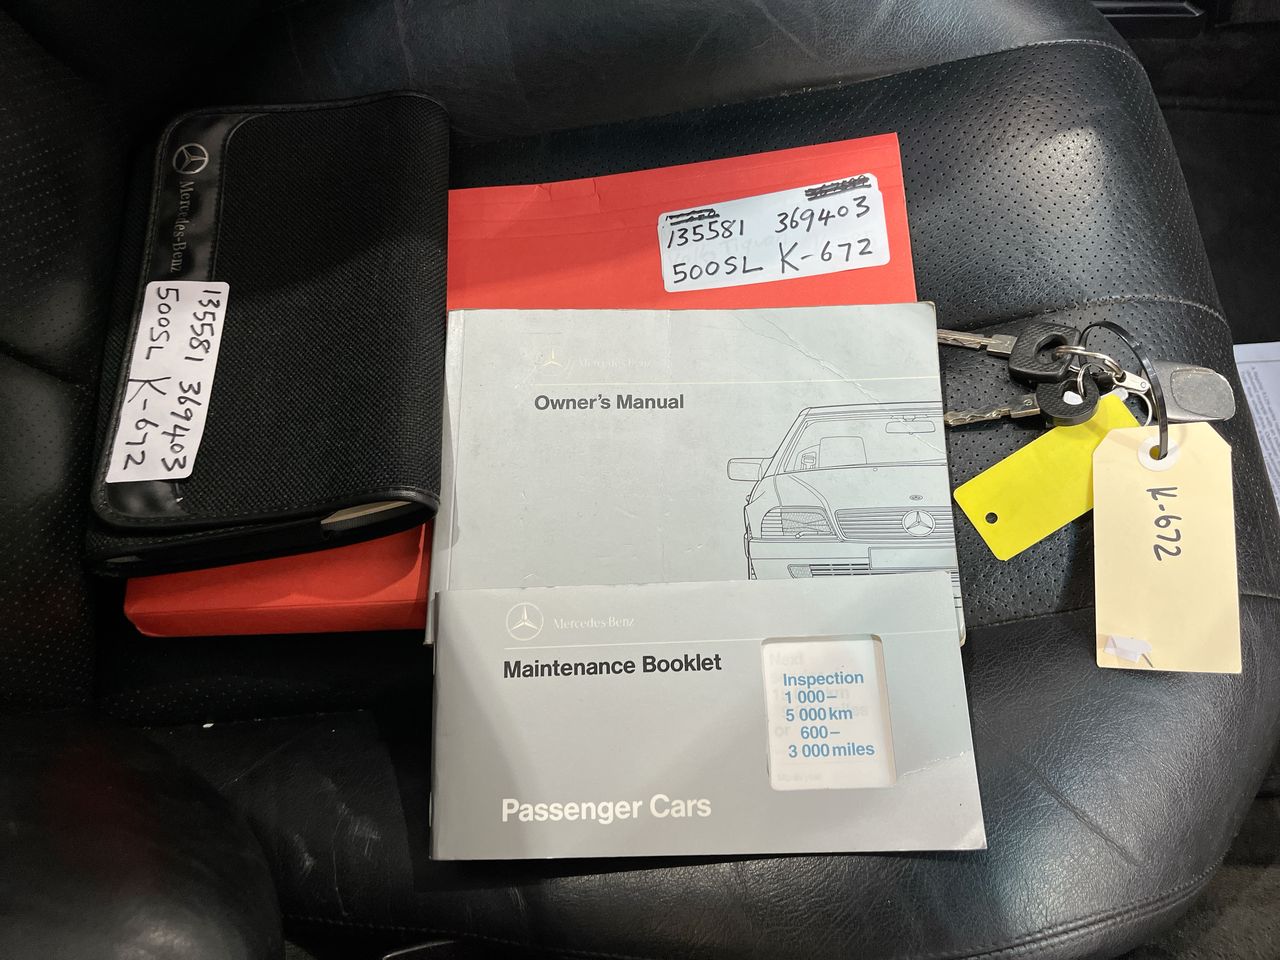 Mercedes-Benz
135581 369403
500SL K-672
135581 369403
500SL K-672
Mercedes-Benz
Owner's Manual
Mercedes-Benz
Maintenance Booklet
Inspection
1 000–
5 000 km
600–
3 000 miles
Passenger Cars
K-672